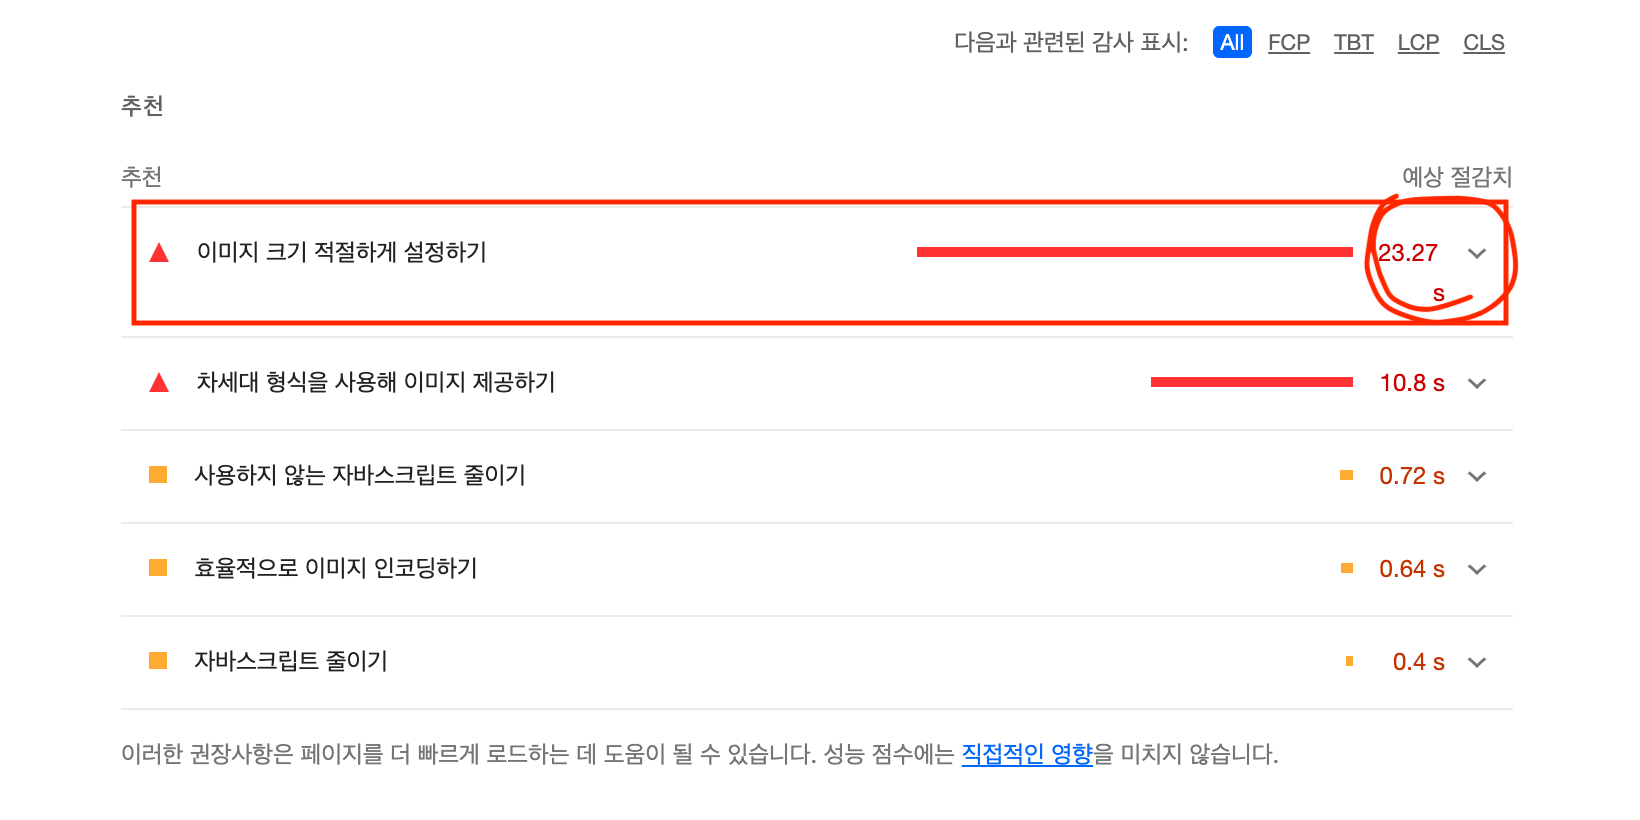 다음과 관련된 감사 표시: All FCP TBT LCP CLS
추천
추천 예상 절감치
이미지 크기 적절하게 설정하기 23.27 s
차세대 형식을 사용해 이미지 제공하기 10.8 s
사용하지 않는 자바스크립트 줄이기 0.72 s
효율적으로 이미지 인코딩하기 0.64 s
자바스크립트 줄이기 0.4 s
이러한 권장사항은 페이지를 더 빠르게 로드하는 데 도움이 될 수 있습니다. 성능 점수에는 직접적인 영향을 미치지 않습니다.